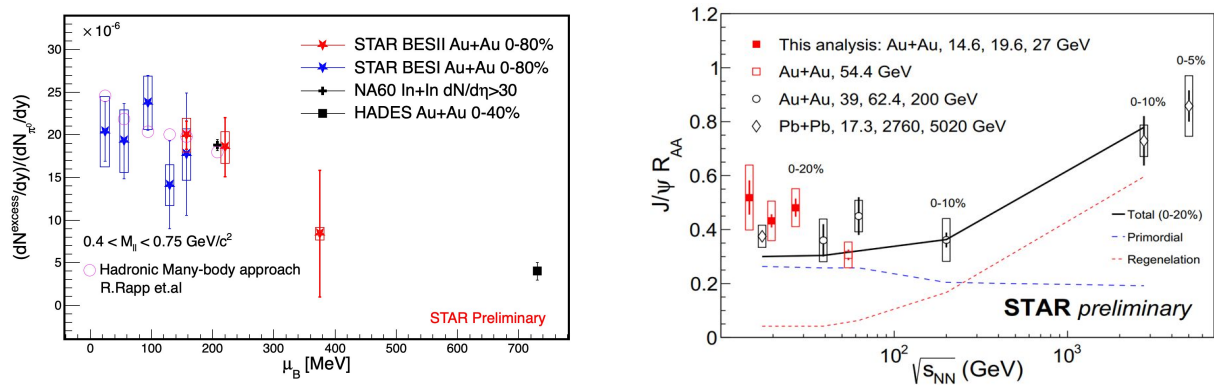 × 10⁻⁶
30
25
20
15
10
5
0
(dN^excess/dy)/(dN_π⁰/dy)
STAR BESII Au+Au 0-80%
STAR BESI Au+Au 0-80%
NA60 In+In dN/dη>30
HADES Au+Au 0-40%
0.4 < M_ll < 0.75 GeV/c²
Hadronic Many-body approach
R.Rapp et.al
STAR Preliminary
0 100 200 300 400 500 600 700
μ_B [MeV]
J/ψ R_AA
1.2
1
0.8
0.6
0.4
0.2
0
This analysis: Au+Au, 14.6, 19.6, 27 GeV
Au+Au, 54.4 GeV
Au+Au, 39, 62.4, 200 GeV
Pb+Pb, 17.3, 2760, 5020 GeV
0-5%
0-10%
0-20%
0-10%
Total (0-20%)
Primordial
Regenelation
STAR preliminary
10² 10³
√s_NN (GeV)